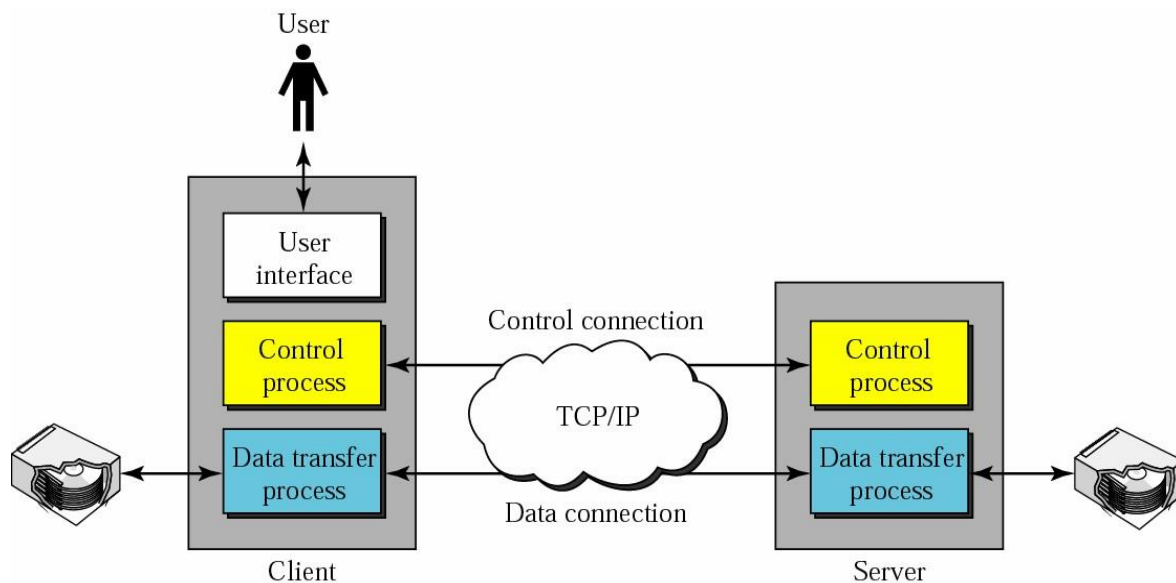 User
User
interface
Control connection
Control
process
Control
process
TCP/IP
Data transfer
process
Data transfer
process
Data connection
Client
Server